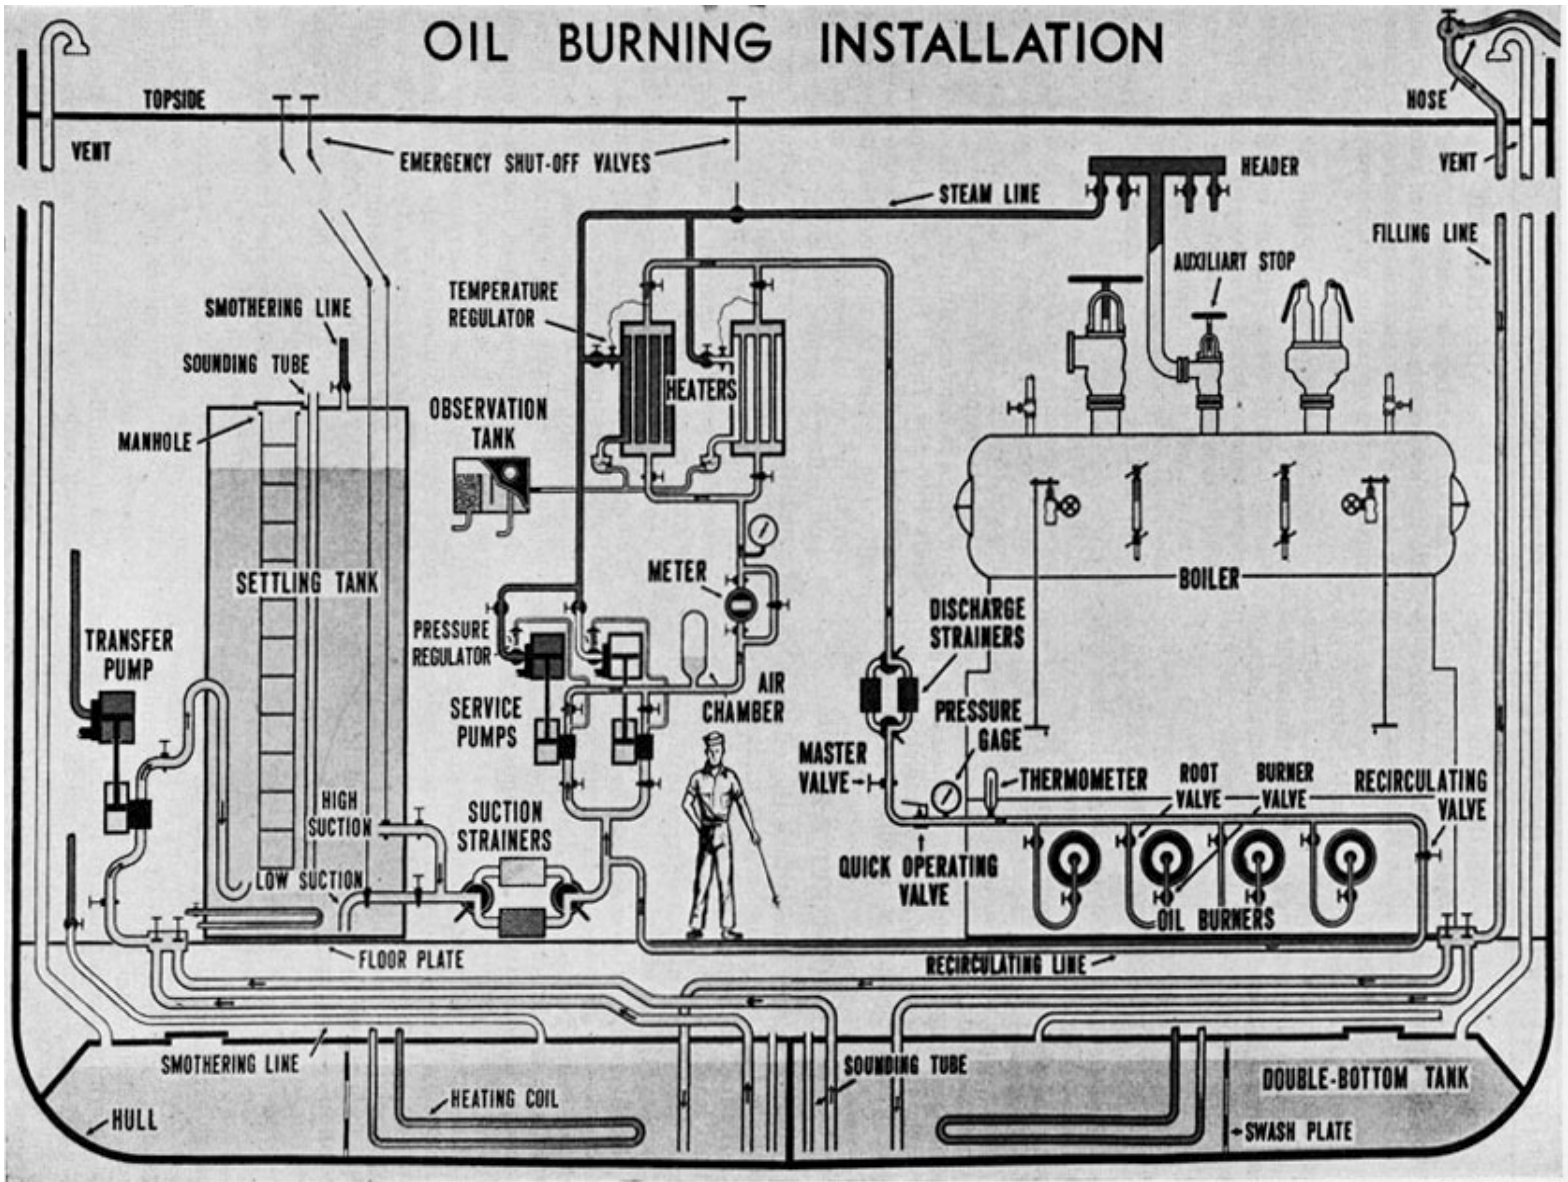 OIL BURNING INSTALLATION
TOPSIDE
HOSE
VENT
EMERGENCY SHUT-OFF VALVES
VENT
HEADER
STEAM LINE
FILLING LINE
AUXILIARY STOP
TEMPERATURE
REGULATOR
SMOTHERING LINE
SOUNDING TUBE
HEATERS
OBSERVATION
TANK
MANHOLE
SETTLING TANK
METER
BOILER
DISCHARGE
STRAINERS
TRANSFER
PUMP
PRESSURE
REGULATOR
AIR
CHAMBER
SERVICE
PUMPS
PRESSURE
GAGE
MASTER
VALVE
THERMOMETER
ROOT
VALVE
BURNER
VALVE
RECIRCULATING
VALVE
HIGH
SUCTION
SUCTION
STRAINERS
QUICK OPERATING
VALVE
LOW SUCTION
OIL BURNERS
FLOOR PLATE
RECIRCULATING LINE
SMOTHERING LINE
SOUNDING TUBE
DOUBLE-BOTTOM TANK
HEATING COIL
HULL
SWASH PLATE